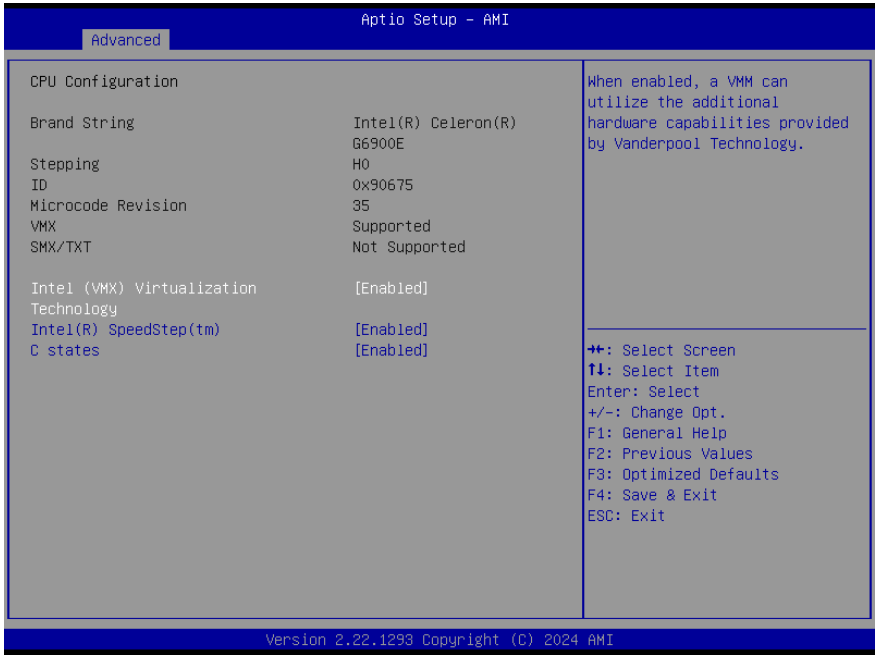 Aptio Setup – AMI
Advanced
CPU Configuration
Brand String Intel(R) Celeron(R)
G6900E
Stepping H0
ID 0x90675
Microcode Revision 35
VMX Supported
SMX/TXT Not Supported
Intel (VMX) Virtualization [Enabled]
Technology
Intel(R) SpeedStep(tm) [Enabled]
C states [Enabled]
When enabled, a VMM can
utilize the additional
hardware capabilities provided
by Vanderpool Technology.
→←: Select Screen
↑↓: Select Item
Enter: Select
+/-: Change Opt.
F1: General Help
F2: Previous Values
F3: Optimized Defaults
F4: Save & Exit
ESC: Exit
Version 2.22.1293 Copyright (C) 2024 AMI